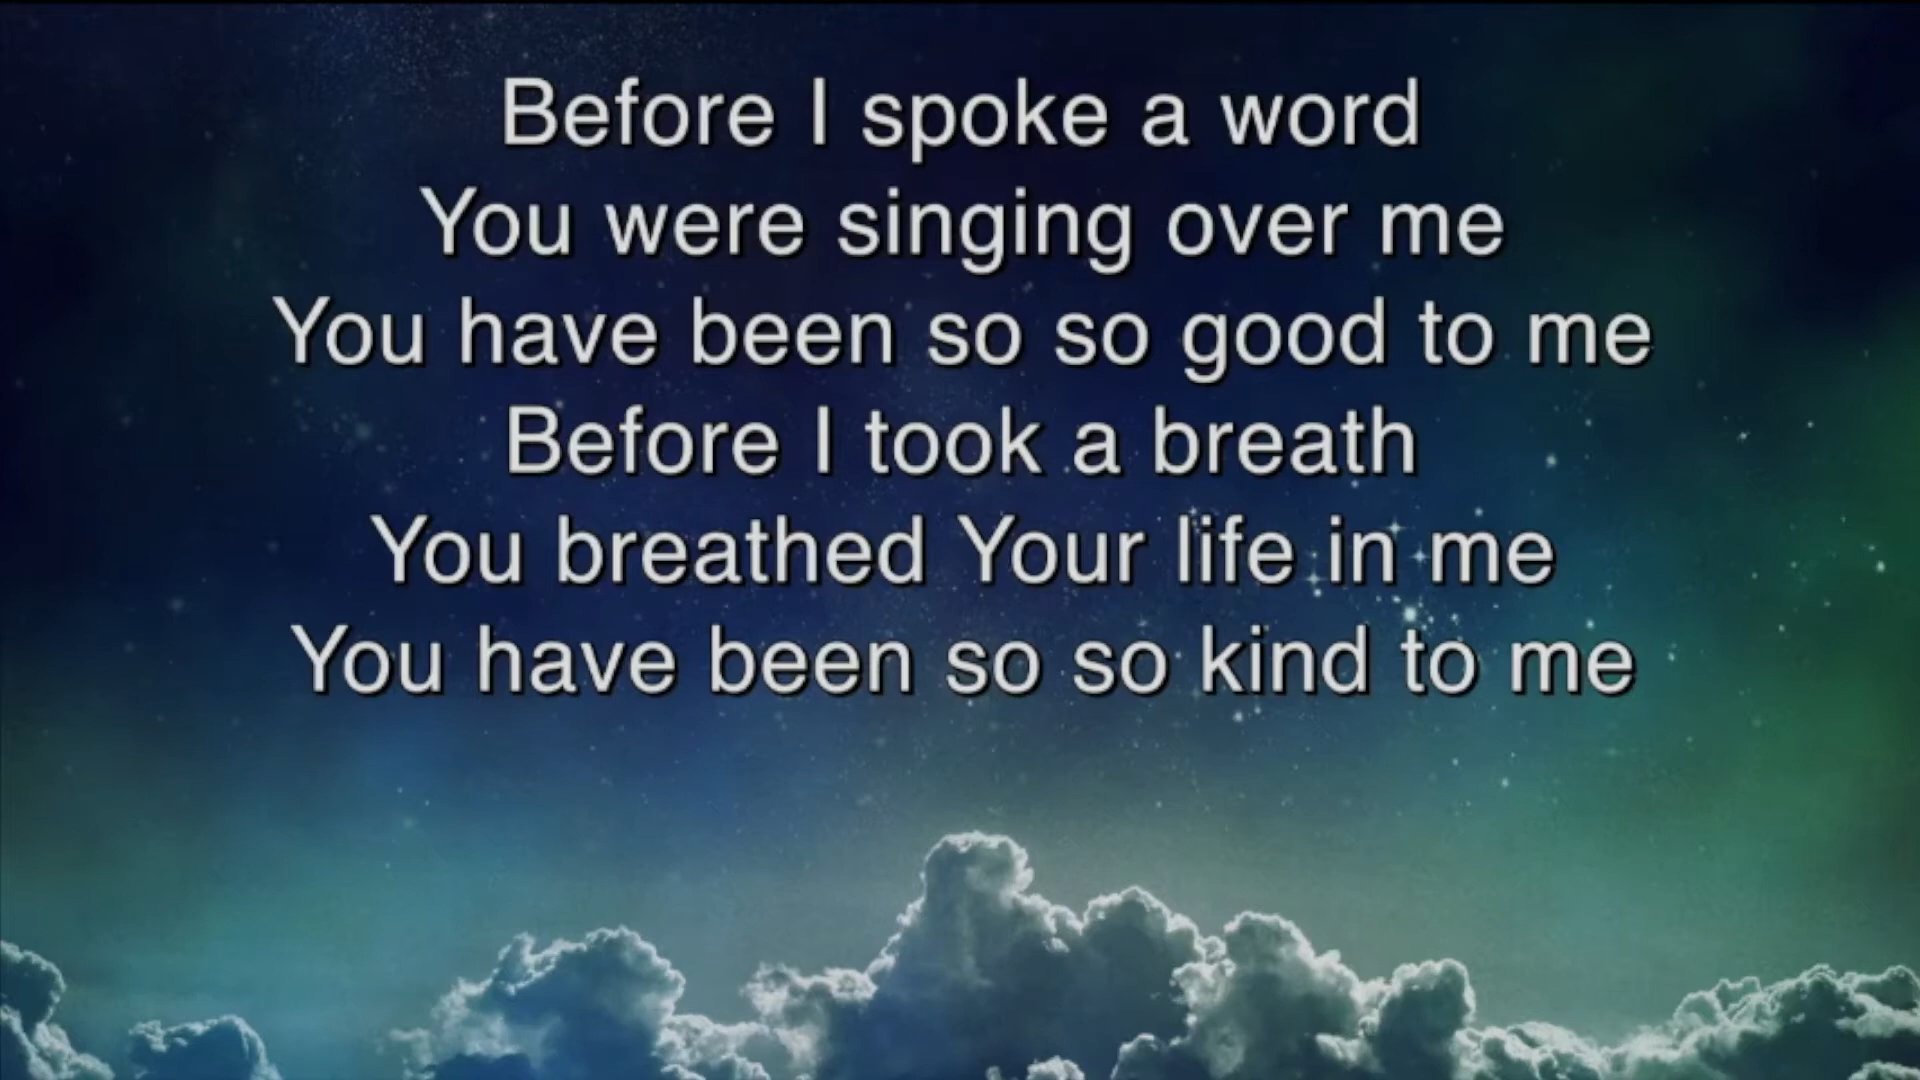 Before I spoke a word
You were singing over me
You have been so so good to me
Before I took a breath
You breathed Your life in me
You have been so so kind to me